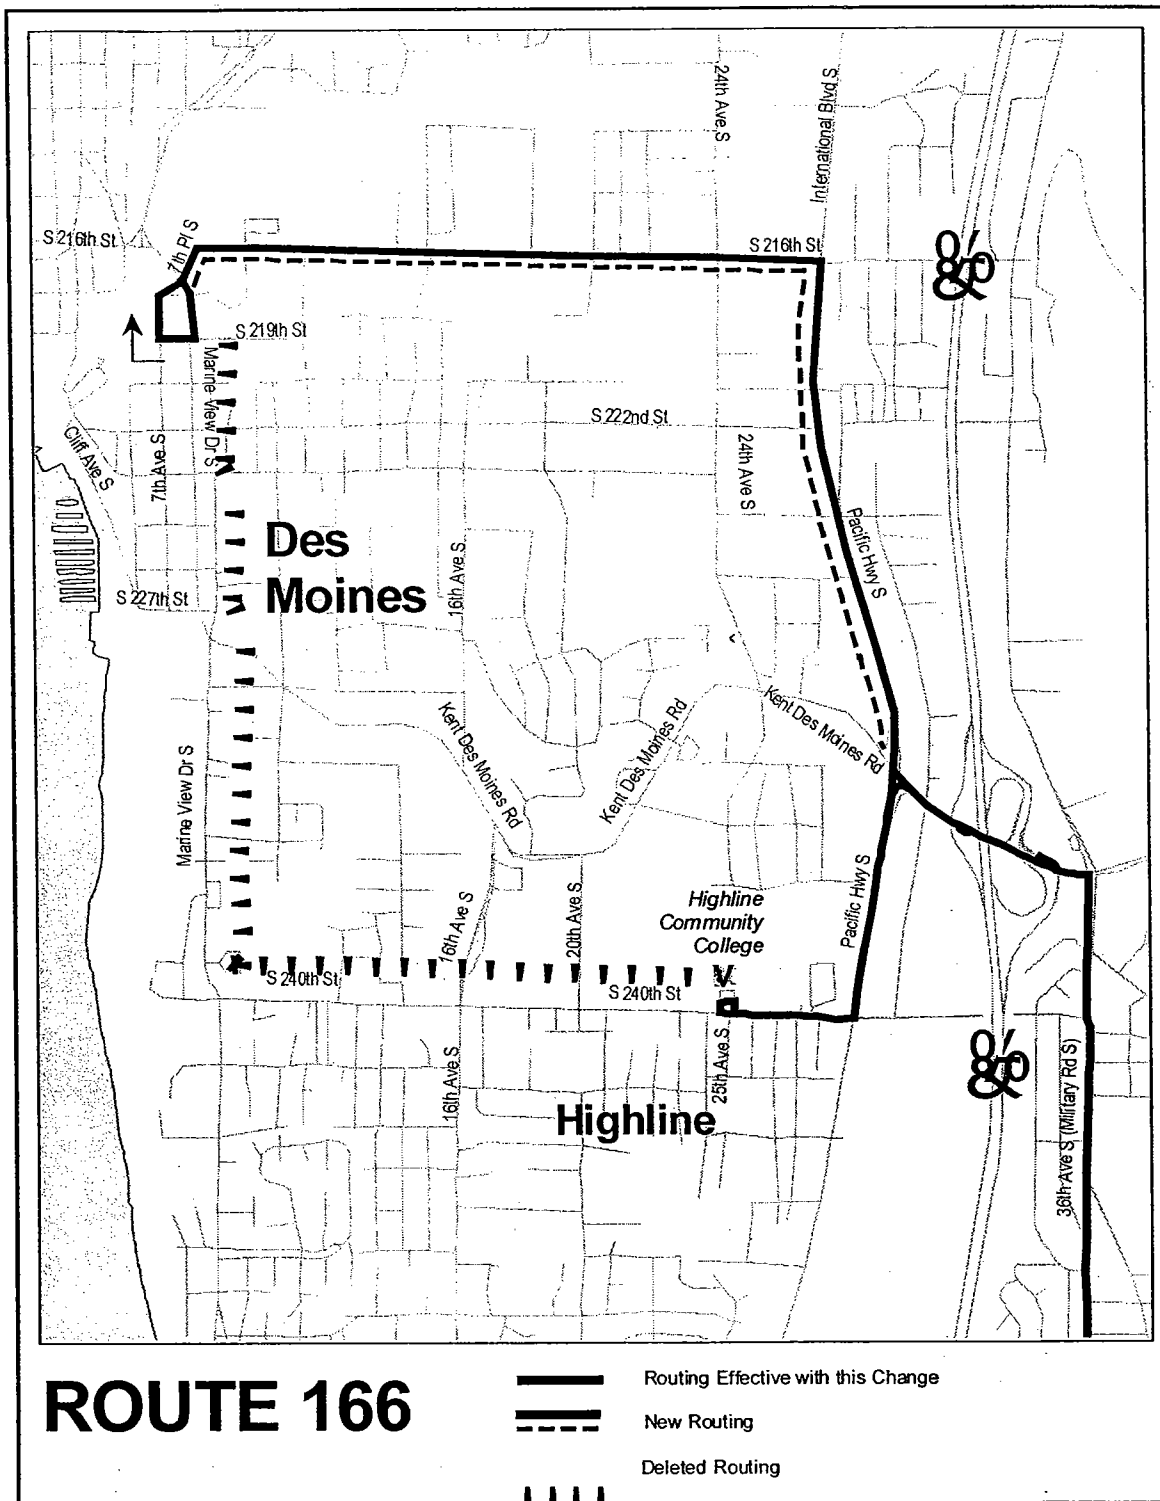 24th Ave S
International Blvd S
S 216th St
7th Pl S
S 216th St
S 219th St
Marine View Dr S
S 222nd St
Cliff Ave S
7th Ave S
24th Ave S
Pacific Hwy S
Des
Moines
16th Ave S
S 227th St
Kent Des Moines Rd
Kent Des Moines Rd
Kent Des Moines Rd
Marine View Dr S
Pacific Hwy S
16th Ave S
20th Ave S
Highline
Community
College
S 240th St
S 240th St
16th Ave S
25th Ave S
36th Ave S (Military Rd S)
Highline
ROUTE 166
Routing Effective with this Change
New Routing
Deleted Routing